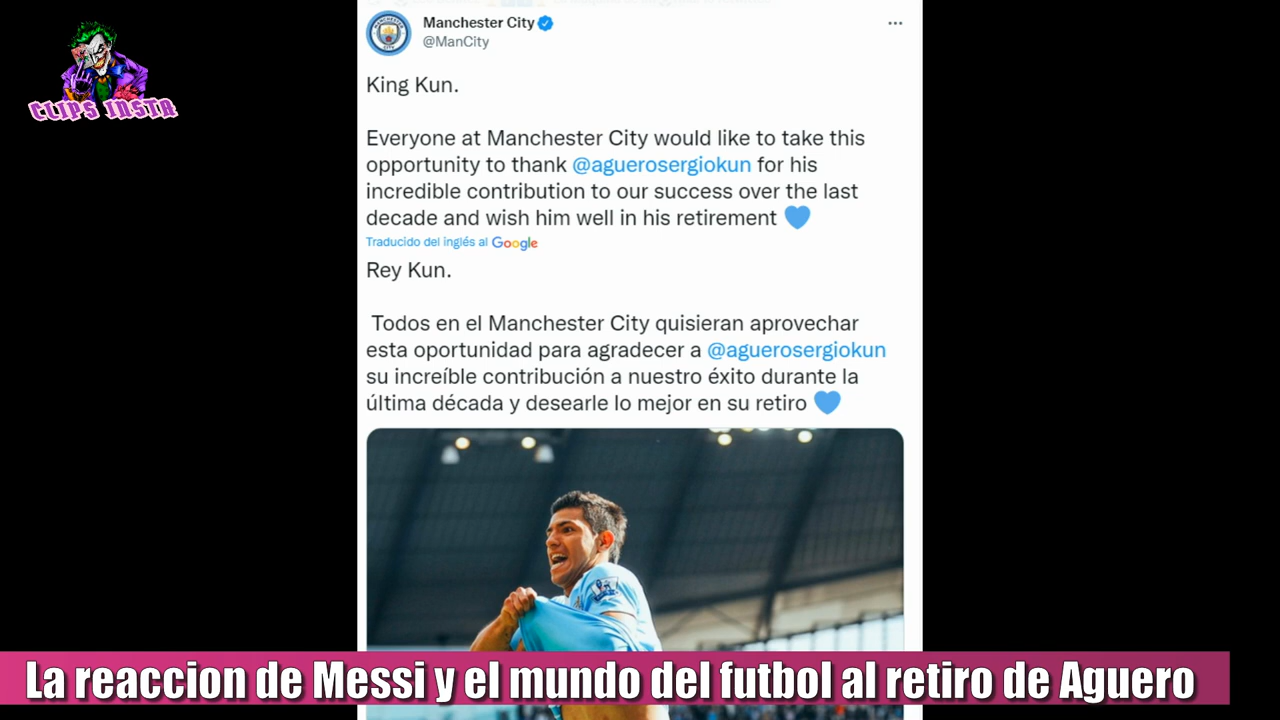 CLIPS INSTA
Manchester City
@ManCity
King Kun.
Everyone at Manchester City would like to take this
opportunity to thank @aguerosergiokun for his
incredible contribution to our success over the last
decade and wish him well in his retirement 💙
Traducido del inglés al Google
Rey Kun.
Todos en el Manchester City quisieran aprovechar
esta oportunidad para agradecer a @aguerosergiokun
su increíble contribución a nuestro éxito durante la
última década y desearle lo mejor en su retiro 💙
La reaccion de Messi y el mundo del futbol al retiro de Aguero